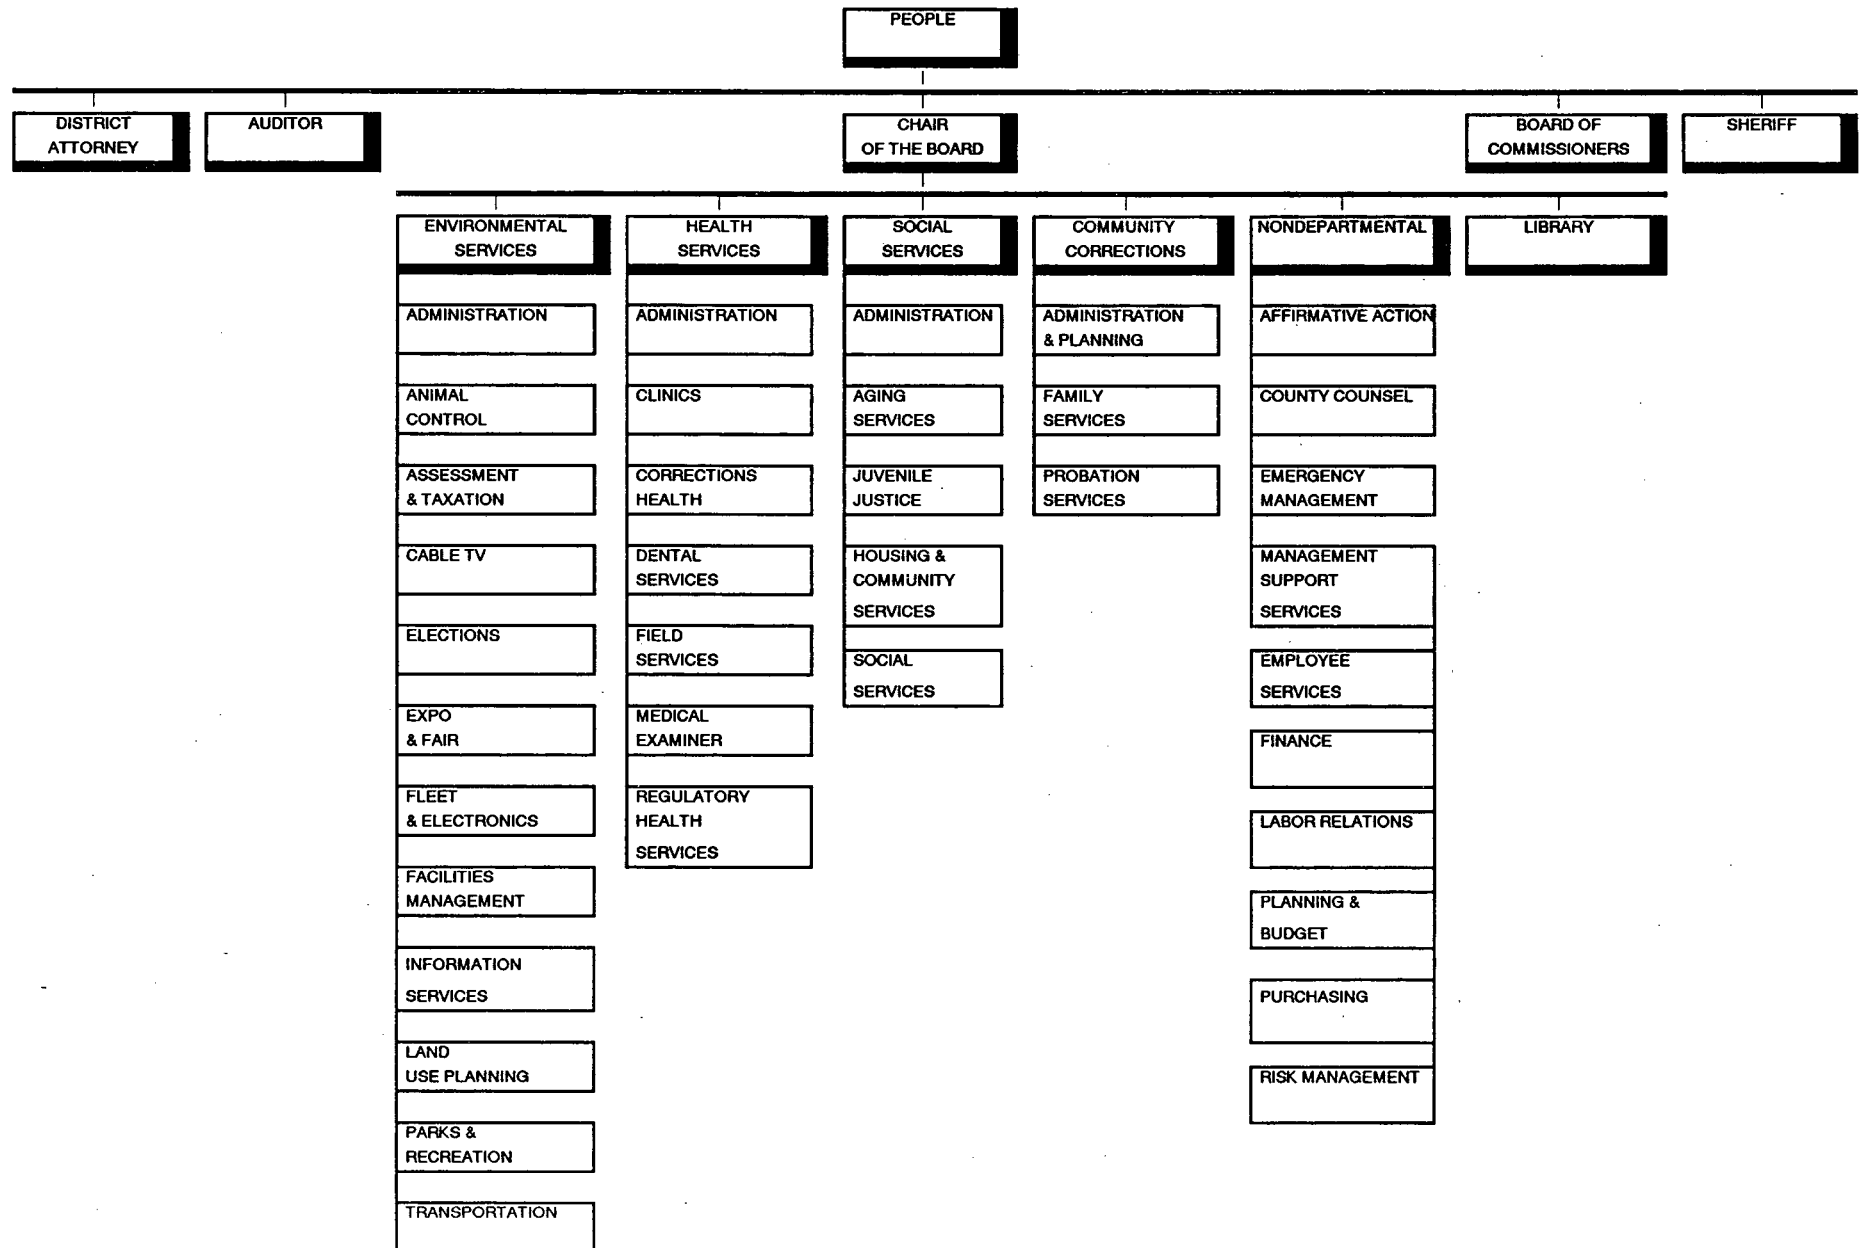 PEOPLE
DISTRICT
ATTORNEY
AUDITOR
CHAIR
OF THE BOARD
BOARD OF
COMMISSIONERS
SHERIFF
ENVIRONMENTAL
SERVICES
HEALTH
SERVICES
SOCIAL
SERVICES
COMMUNITY
CORRECTIONS
NONDEPARTMENTAL
LIBRARY
ADMINISTRATION
ANIMAL
CONTROL
ASSESSMENT
& TAXATION
CABLE TV
ELECTIONS
EXPO
& FAIR
FLEET
& ELECTRONICS
FACILITIES
MANAGEMENT
INFORMATION
SERVICES
LAND
USE PLANNING
PARKS &
RECREATION
TRANSPORTATION
ADMINISTRATION
CLINICS
CORRECTIONS
HEALTH
DENTAL
SERVICES
FIELD
SERVICES
MEDICAL
EXAMINER
REGULATORY
HEALTH
SERVICES
ADMINISTRATION
AGING
SERVICES
JUVENILE
JUSTICE
HOUSING &
COMMUNITY
SERVICES
SOCIAL
SERVICES
ADMINISTRATION
& PLANNING
FAMILY
SERVICES
PROBATION
SERVICES
AFFIRMATIVE ACTION
COUNTY COUNSEL
EMERGENCY
MANAGEMENT
MANAGEMENT
SUPPORT
SERVICES
EMPLOYEE
SERVICES
FINANCE
LABOR RELATIONS
PLANNING &
BUDGET
PURCHASING
RISK MANAGEMENT